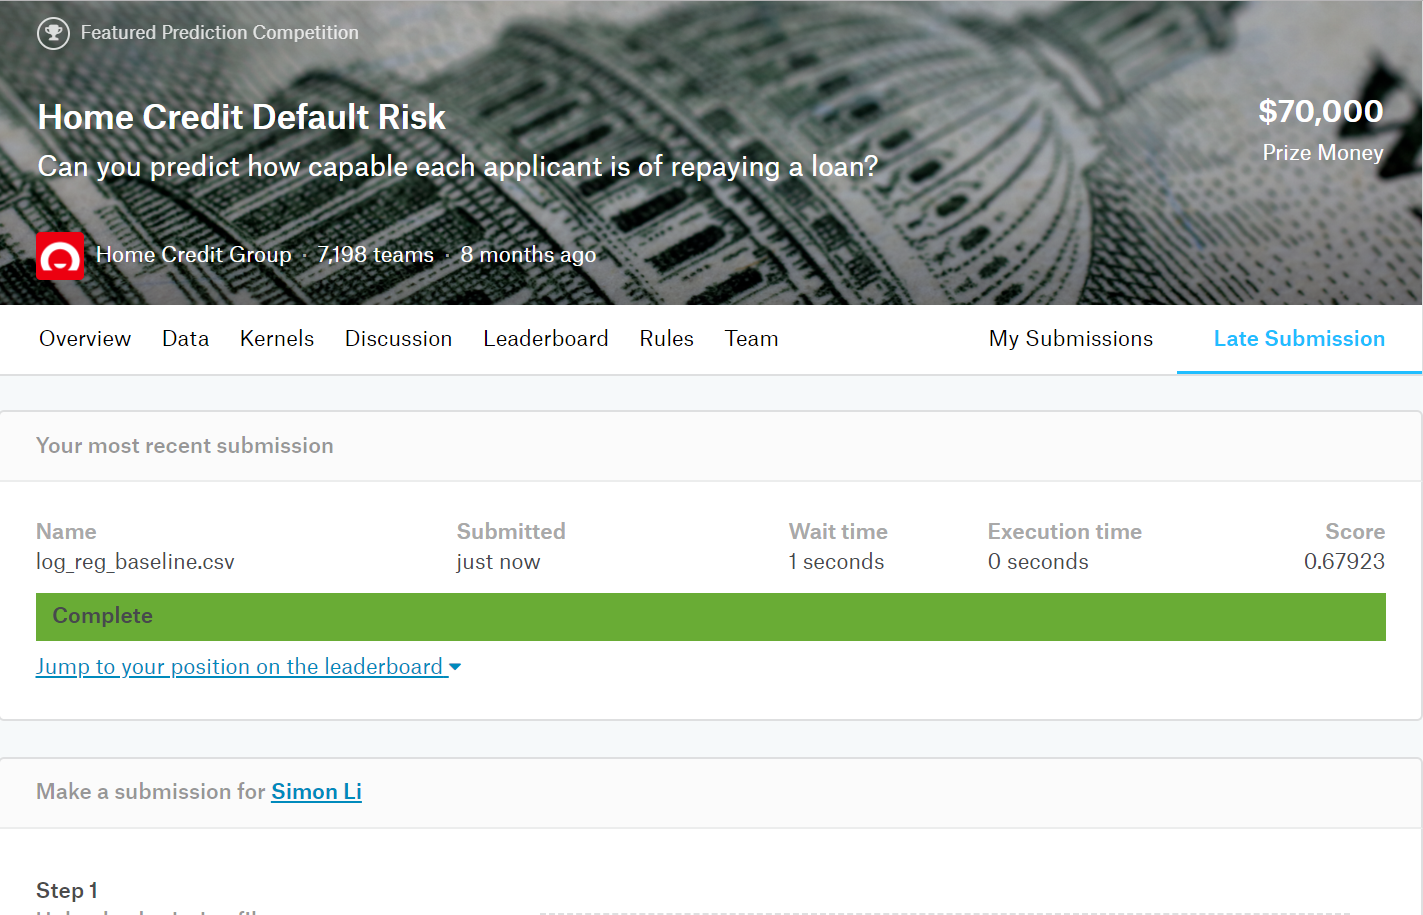 Featured Prediction Competition
Home Credit Default Risk
Can you predict how capable each applicant is of repaying a loan?
$70,000
Prize Money
Home Credit Group · 7,198 teams · 8 months ago
Overview Data Kernels Discussion Leaderboard Rules Team My Submissions Late Submission
Your most recent submission
Name Submitted Wait time Execution time Score
log_reg_baseline.csv just now 1 seconds 0 seconds 0.67923
Complete
Jump to your position on the leaderboard
Make a submission for Simon Li
Step 1